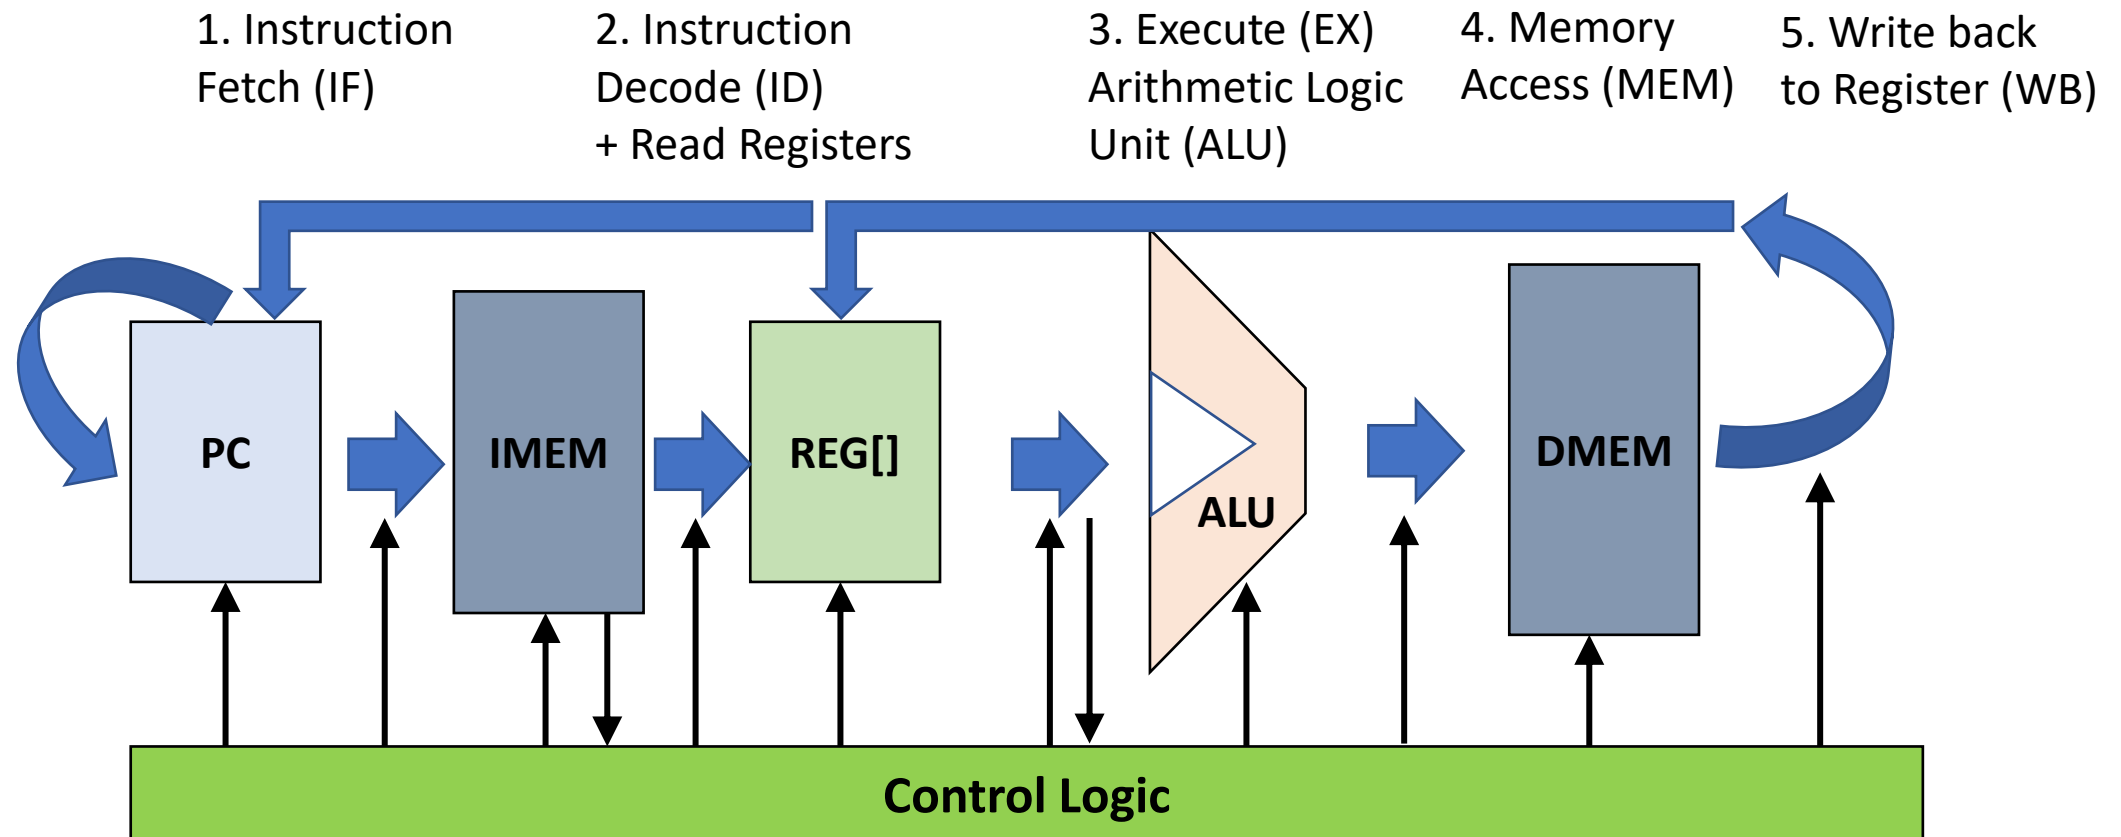 1. Instruction
Fetch (IF)
2. Instruction
Decode (ID)
+ Read Registers
3. Execute (EX)
Arithmetic Logic
Unit (ALU)
4. Memory
Access (MEM)
5. Write back
to Register (WB)
PC
IMEM
REG[]
ALU
DMEM
Control Logic